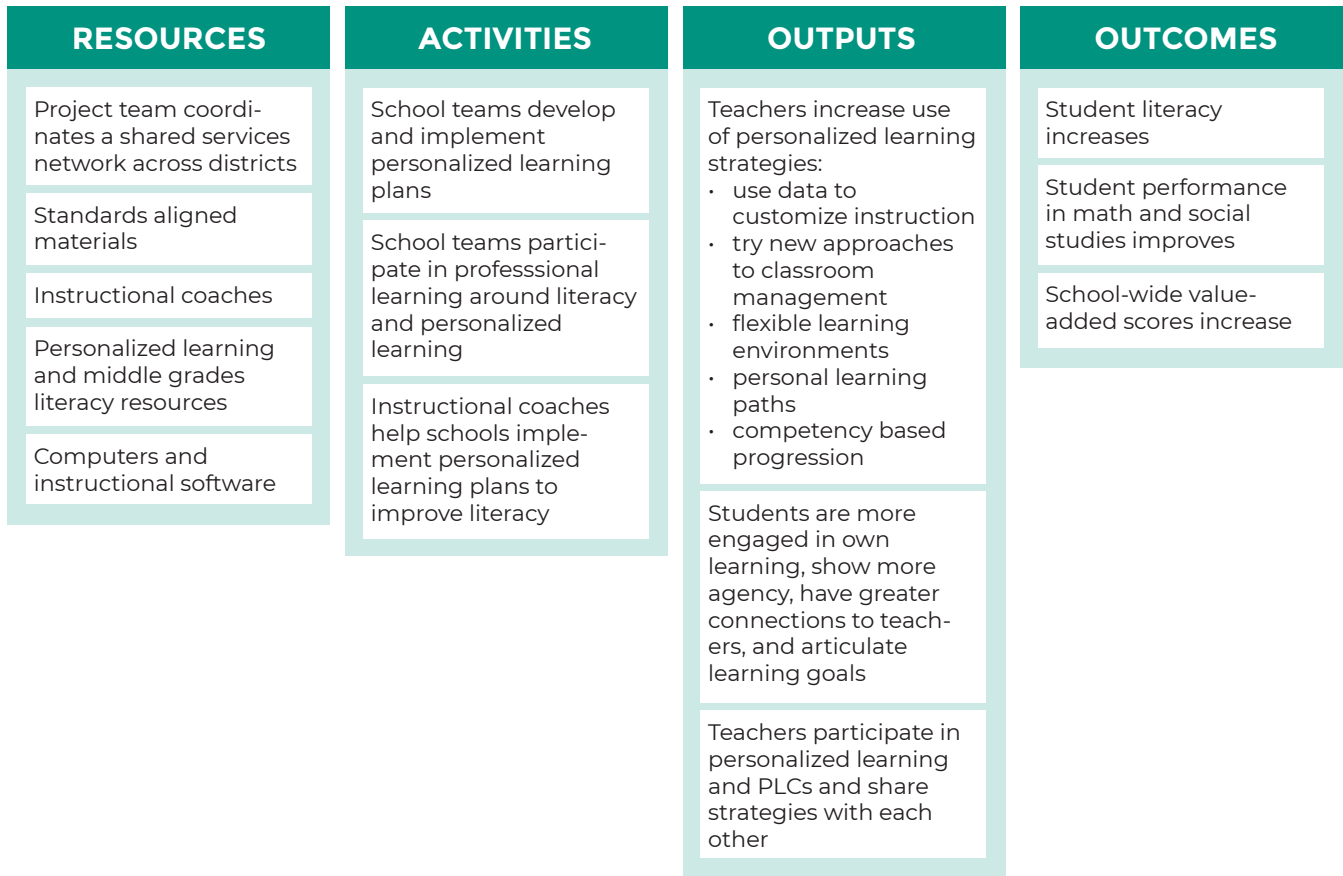 RESOURCES
Project team coordi-
nates a shared services
network across districts
Standards aligned
materials
Instructional coaches
Personalized learning
and middle grades
literacy resources
Computers and
instructional software
ACTIVITIES
School teams develop
and implement
personalized learning
plans
School teams partici-
pate in professsional
learning around literacy
and personalized
learning
Instructional coaches
help schools imple-
ment personalized
learning plans to
improve literacy
OUTPUTS
Teachers increase use
of personalized learning
strategies:
• use data to
customize instruction
• try new approaches
to classroom
management
• flexible learning
environments
• personal learning
paths
• competency based
progression
Students are more
engaged in own
learning, show more
agency, have greater
connections to teach-
ers, and articulate
learning goals
Teachers participate in
personalized learning
and PLCs and share
strategies with each
other
OUTCOMES
Student literacy
increases
Student performance
in math and social
studies improves
School-wide value-
added scores increase